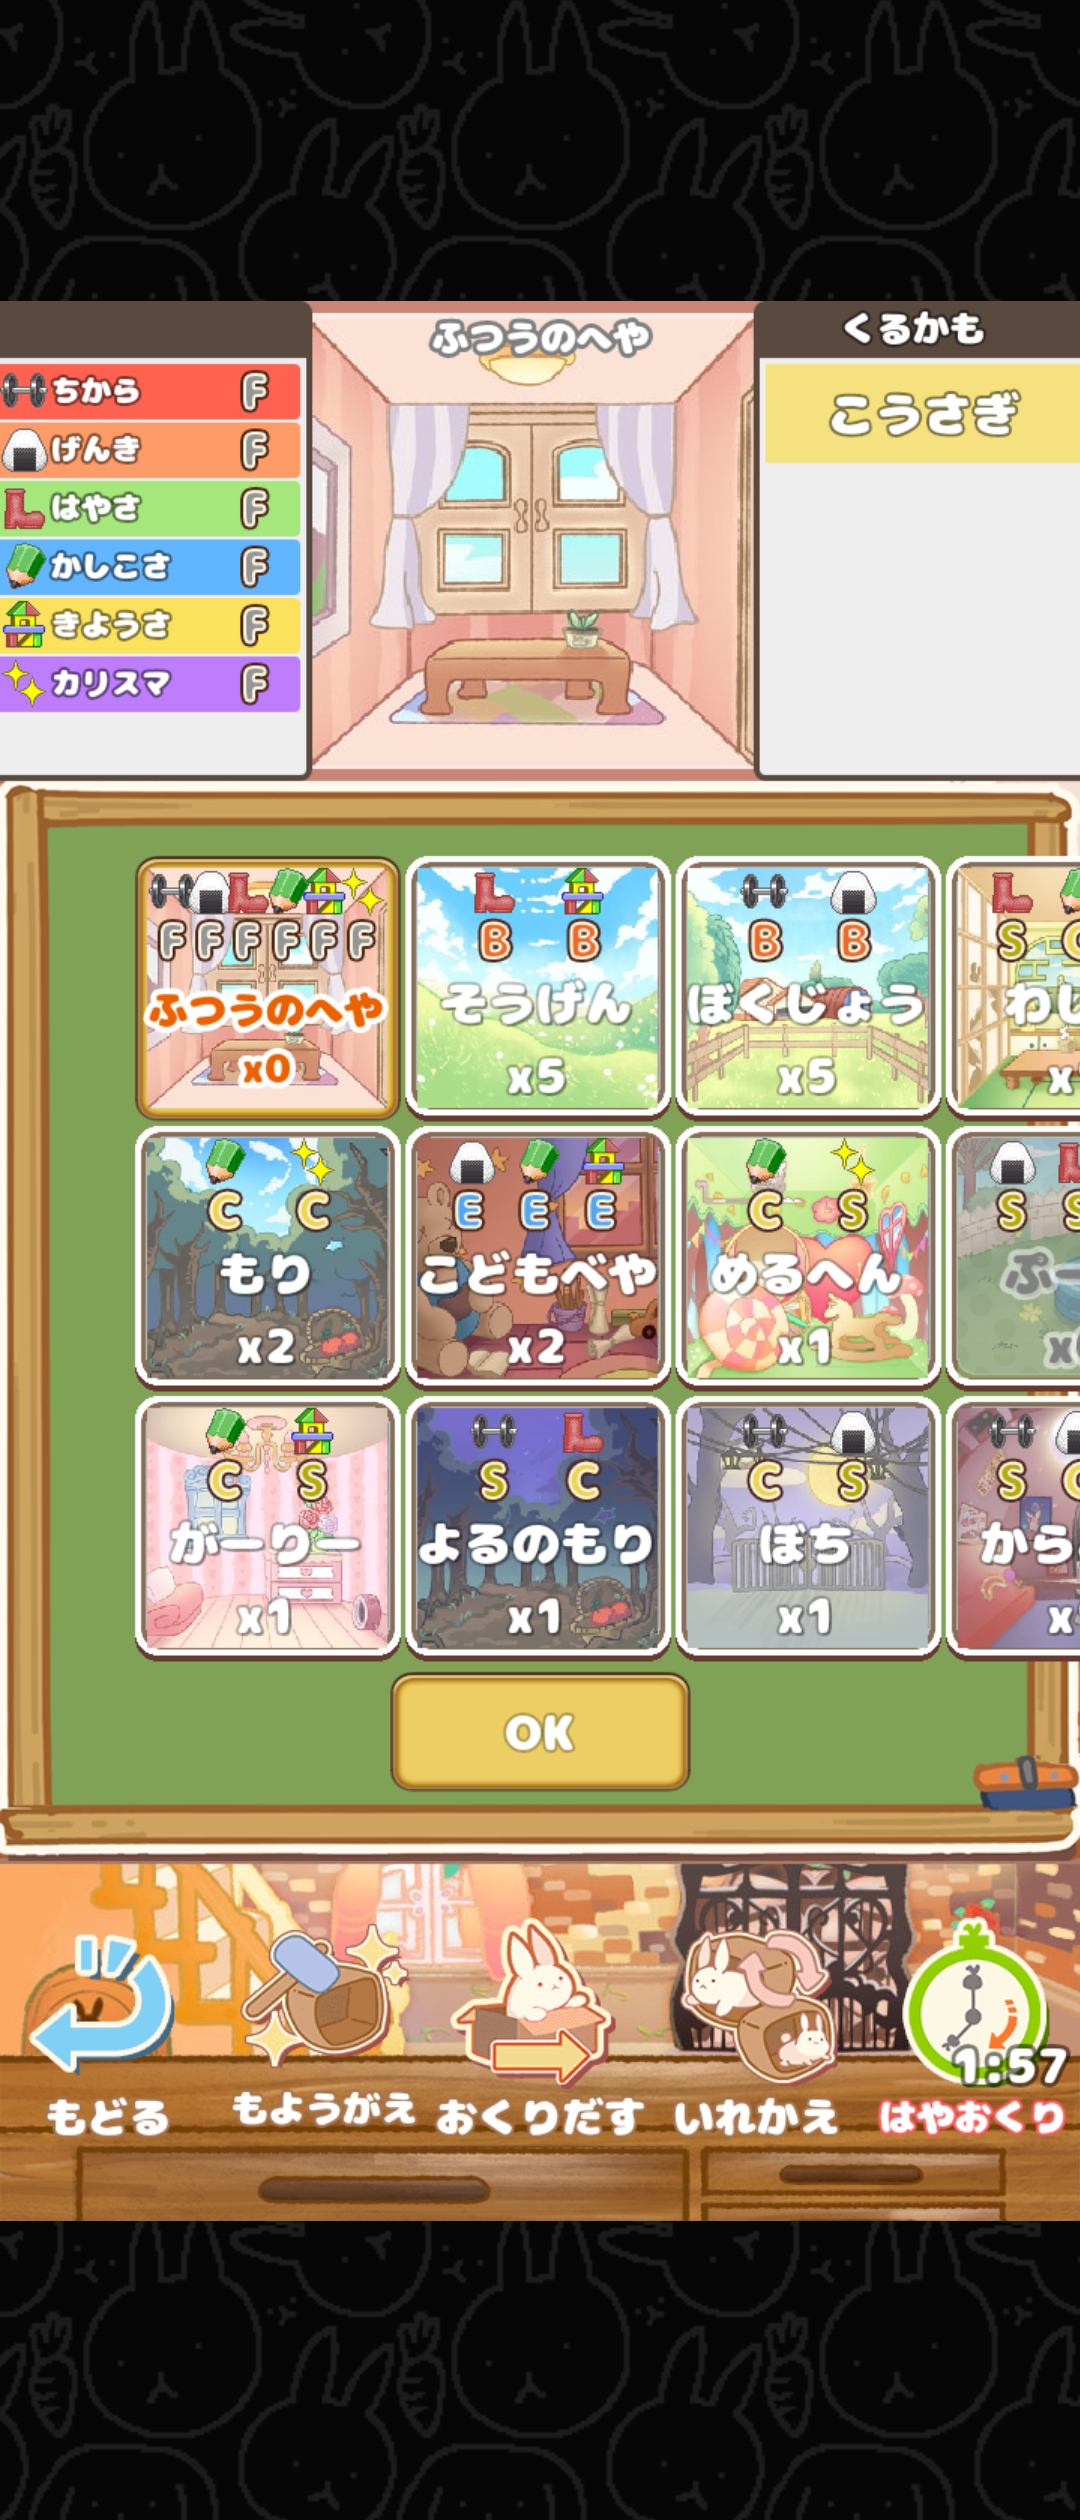 ふつうのへや
くるかも
ちから F
こうさぎ
げんき F
はやさ F
かしこさ F
きようさ F
カリスマ F
F F F F F F
ふつうのへや
x0
B B
そうげん
x5
B B
ぼくじょう
x5
S
C C
もり
x2
E E E
こどもべや
x2
C S
めるへん
x1
S S
C S
がーりー
x1
S C
よるのもり
x1
C S
ぼち
x1
S
から
OK
1:57
もどる
もようがえ
おくりだす
いれかえ
はやおくり